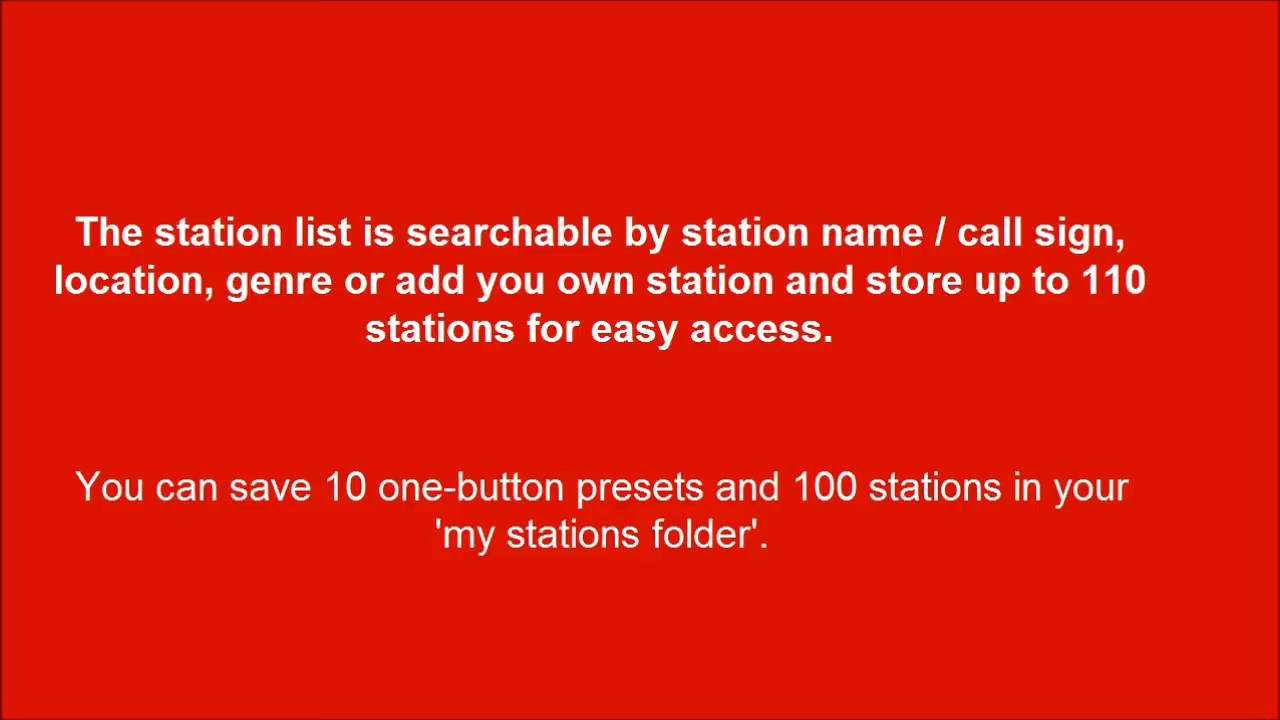 The station list is searchable by station name / call sign,
location, genre or add you own station and store up to 110
stations for easy access.
You can save 10 one-button presets and 100 stations in your
'my stations folder'.